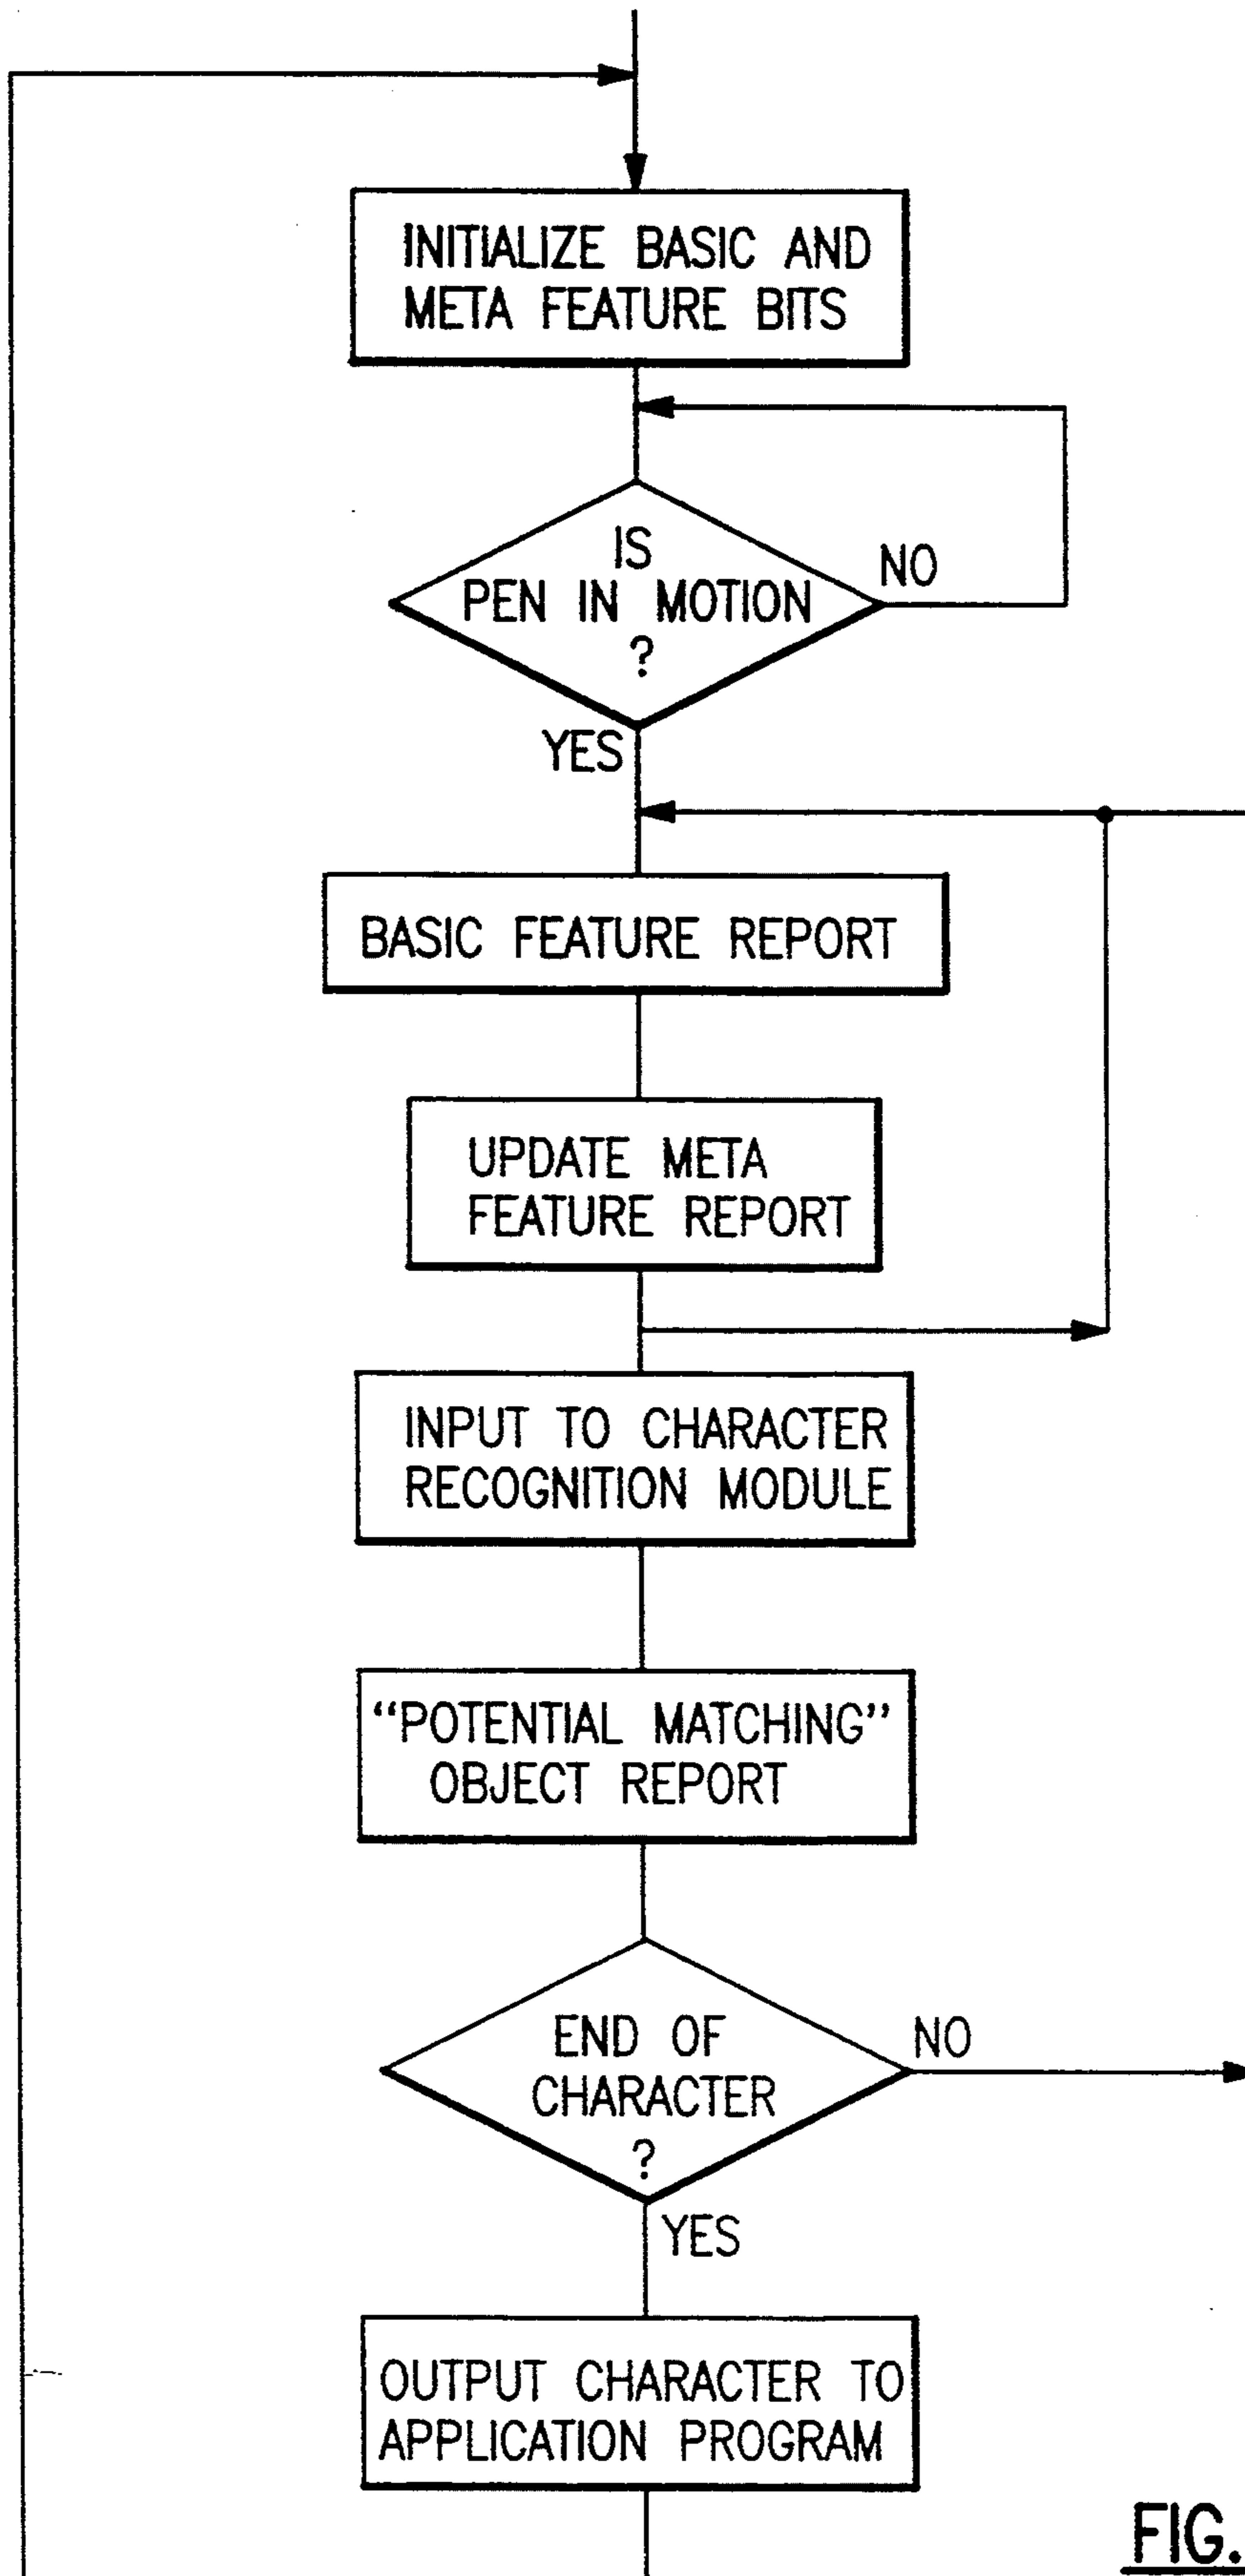 INITIALIZE BASIC AND
META FEATURE BITS
IS
PEN IN MOTION
?
NO
YES
BASIC FEATURE REPORT
UPDATE META
FEATURE REPORT
INPUT TO CHARACTER
RECOGNITION MODULE
“POTENTIAL MATCHING”
OBJECT REPORT
END OF
CHARACTER
?
NO
YES
OUTPUT CHARACTER TO
APPLICATION PROGRAM
FIG.